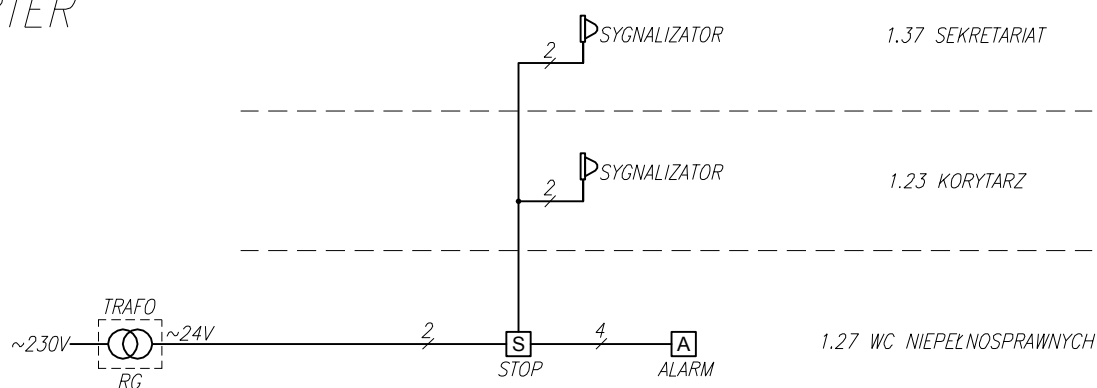 SYGNALIZATOR 1.37 SEKRETARIAT
2
SYGNALIZATOR 1.23 KORYTARZ
2
TRAFO
~230V ~24V 2 S 4 A 1.27 WC NIEPEŁNOSPRAWNYCH
RG STOP ALARM